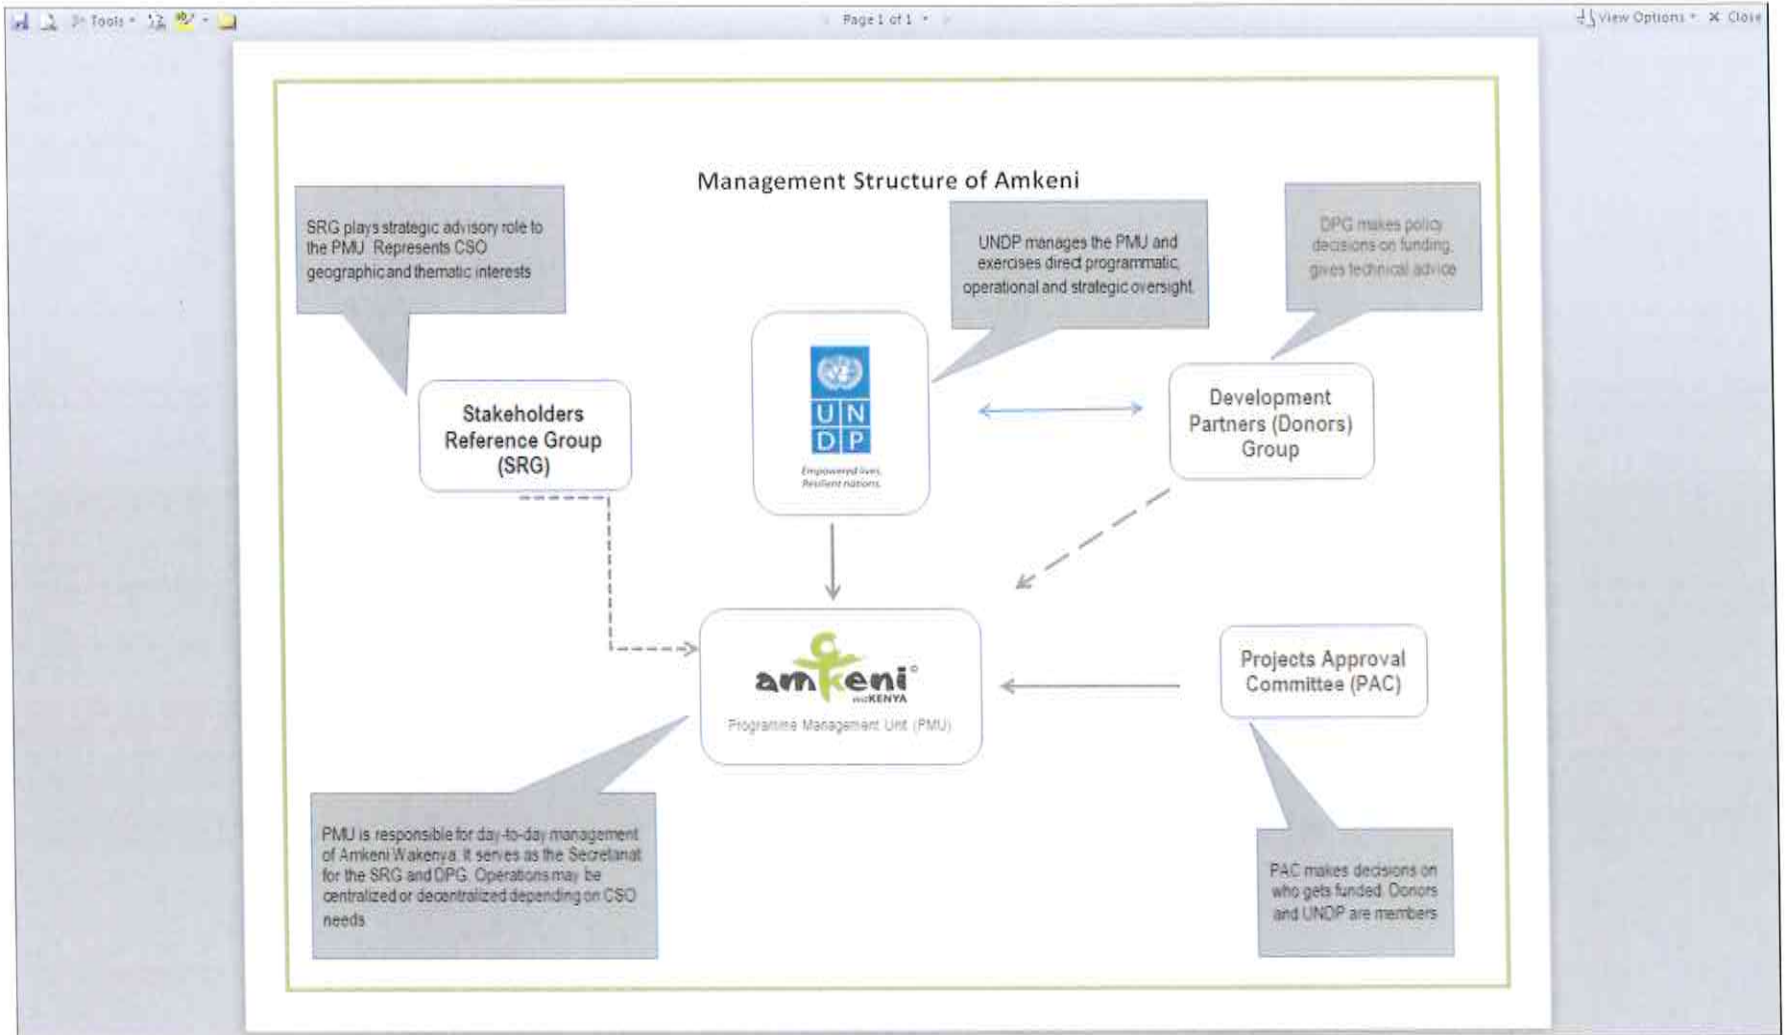 Tools
Page 1 of 1
View Options
Close
Management Structure of Amkeni
SRG plays strategic advisory role to
the PMU Represents CSO
geographic and thematic interests
UNDP manages the PMU and
exercises direct programmatic,
operational and strategic oversight.
DPG makes policy
decisions on funding,
gives technical advice
Stakeholders
Reference Group
(SRG)
U N
D P
Empowered lives.
Resilient nations.
Development
Partners (Donors)
Group
amkeni
waKENYA
Programme Management Unit (PMU)
Projects Approval
Committee (PAC)
PMU is responsible for day-to-day management
of Amkeni Wakenya. It serves as the Secretariat
for the SRG and DPG. Operations may be
centralized or decentralized depending on CSO
needs
PAC makes decisions on
who gets funded. Donors
and UNDP are members